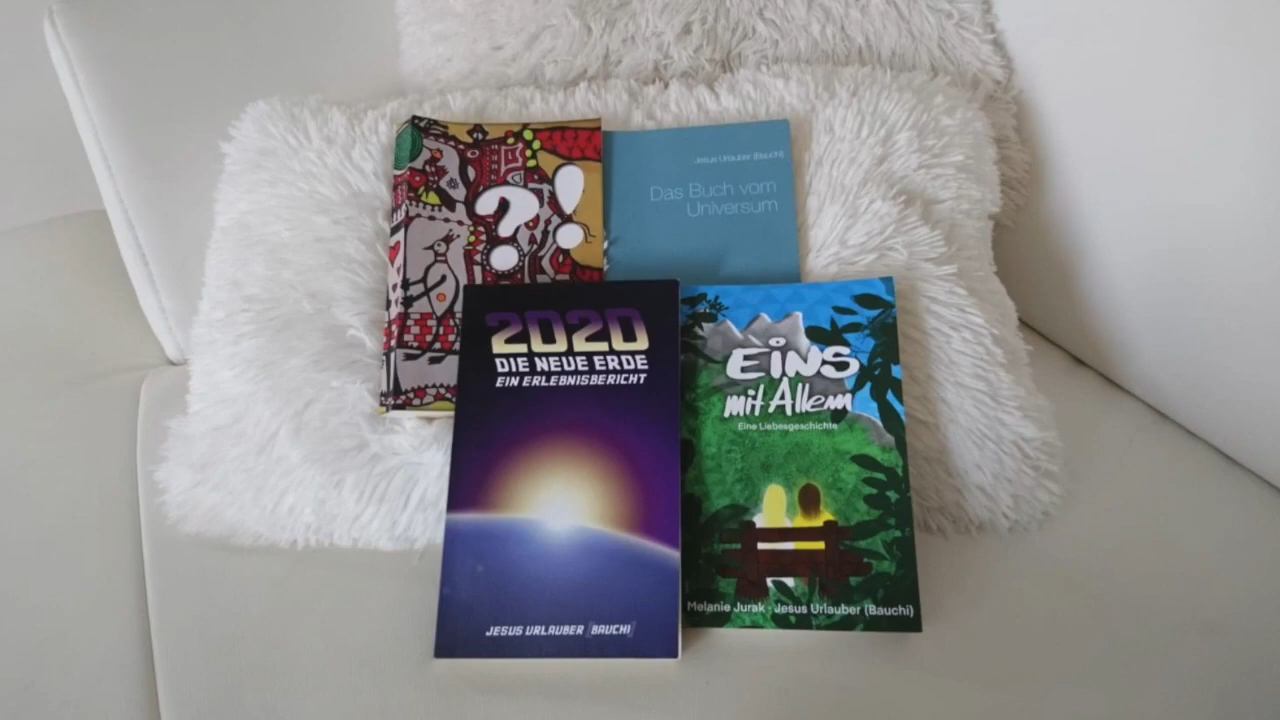 ?!
Jesus Urlauber (Bauchi)
Das Buch vom
Universum
2020
DIE NEUE ERDE
EIN ERLEBNISBERICHT
JESUS URLAUBER [BAUCHI]
EiNS
mit Allem
Eine Liebesgeschichte
Melanie Jurak · Jesus Urlauber (Bauchi)